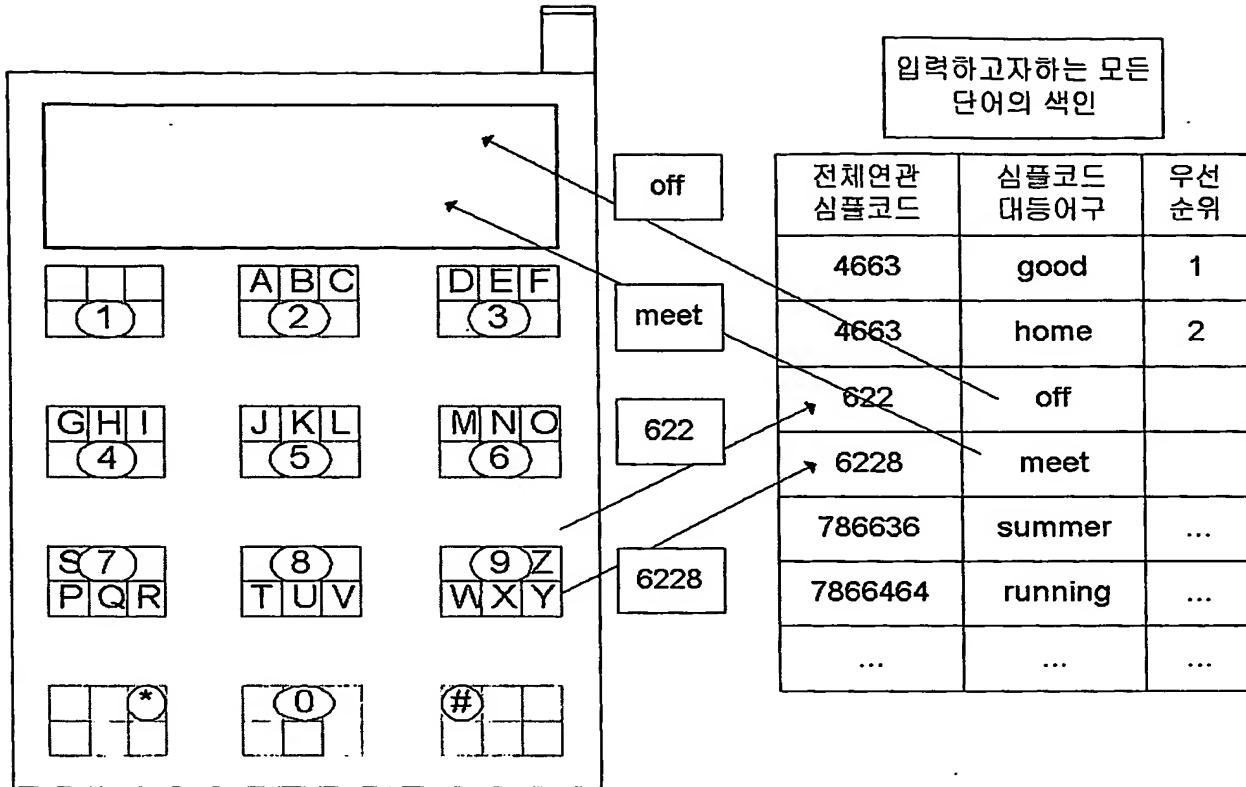 입력하고자하는 모든
단어의 색인
off
meet
622
6228
A B C
D E F
1
2
3
G H I
J K L
M N O
4
5
6
S 7
8
9 Z
P Q R
T U V
W X Y
*
0
#
전체연관 심플코드 대등어구 우선
심플코드 순위
4663 good 1
4663 home 2
622 off
6228 meet
786636 summer ...
7866464 running ...
... ... ...